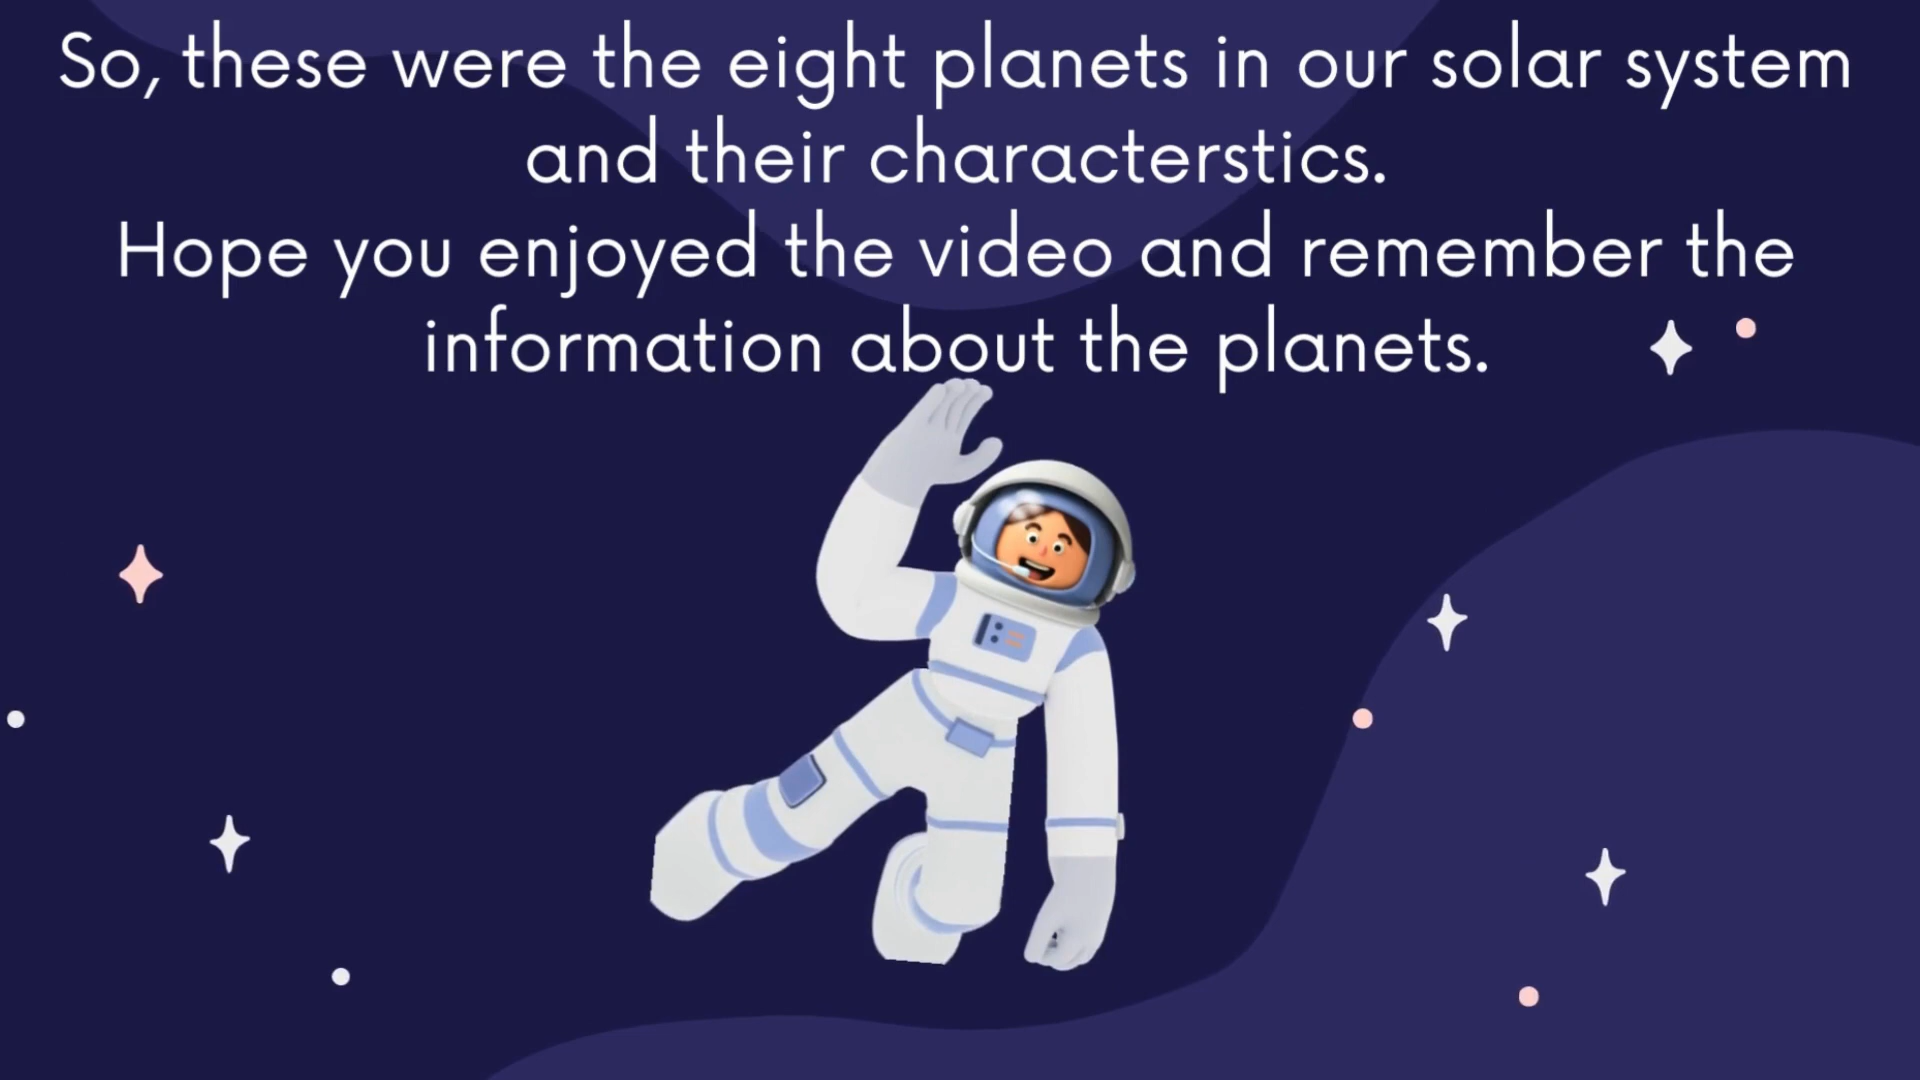 So, these were the eight planets in our solar system
and their characterstics.
Hope you enjoyed the video and remember the
information about the planets.